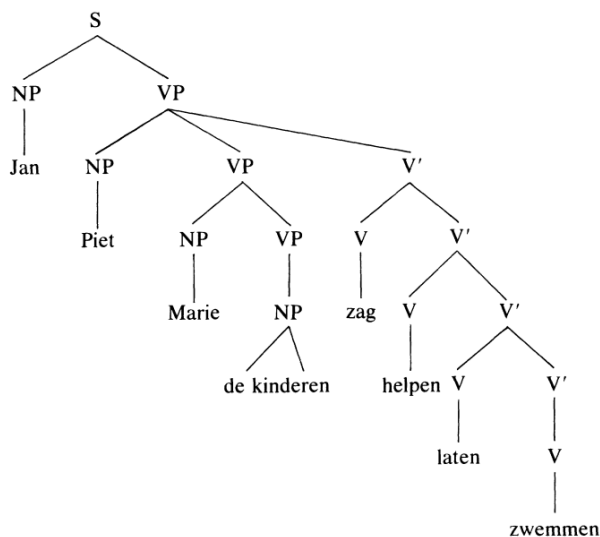 S
NP VP
Jan NP VP V′
Piet NP VP V V′
Marie NP zag V V′
de kinderen helpen V V′
laten V
zwemmen